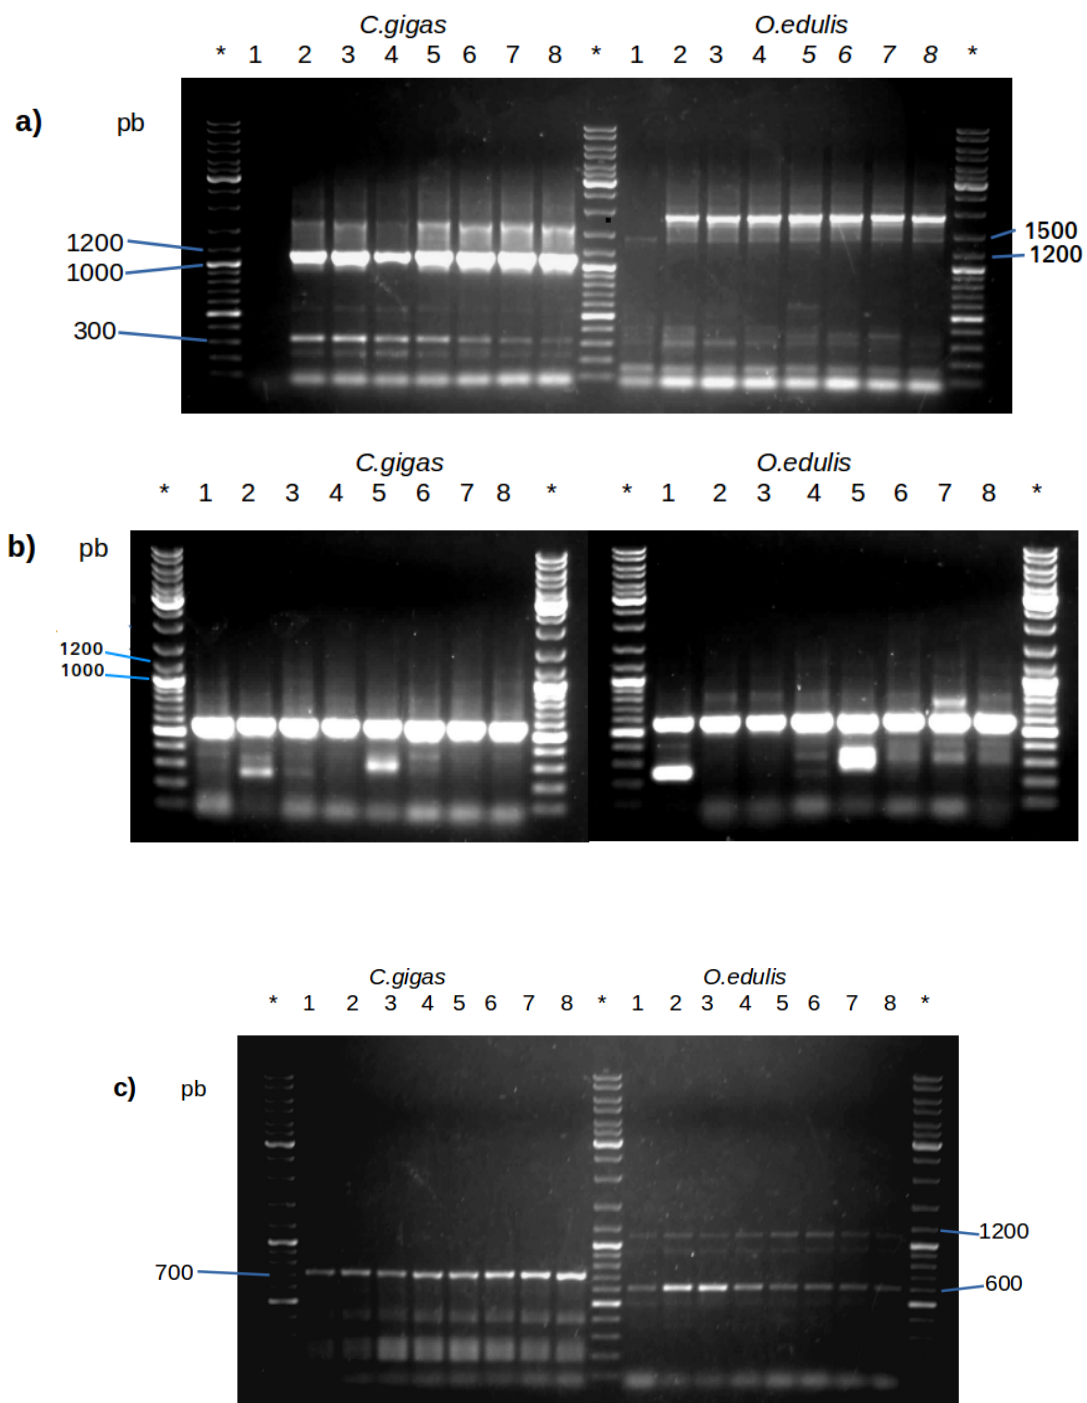 C.gigas O.edulis
* 1 2 3 4 5 6 7 8 * 1 2 3 4 5 6 7 8 *
a) pb
1200
1000
300
1500
1200
C.gigas O.edulis
* 1 2 3 4 5 6 7 8 * * 1 2 3 4 5 6 7 8 *
b) pb
1200
1000
C.gigas O.edulis
* 1 2 3 4 5 6 7 8 * 1 2 3 4 5 6 7 8 *
c) pb
700
1200
600